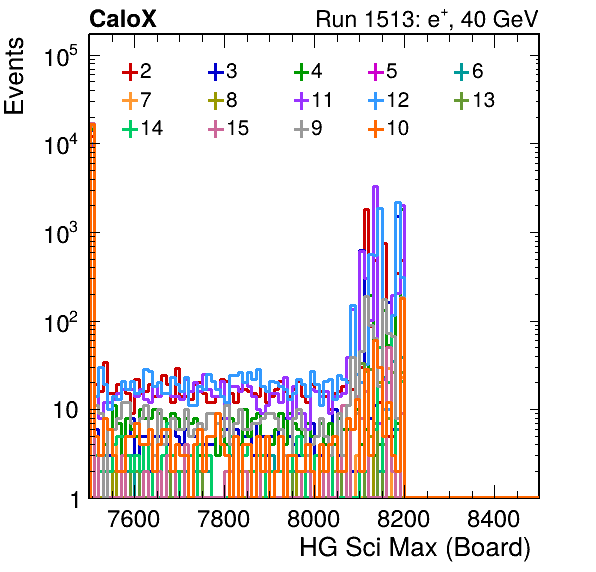 CaloX Run 1513: e⁺, 40 GeV
Events
2 3 4 5 6
7 8 11 12 13
14 15 9 10
10⁵
10⁴
10³
10²
10
1
7600 7800 8000 8200 8400
HG Sci Max (Board)